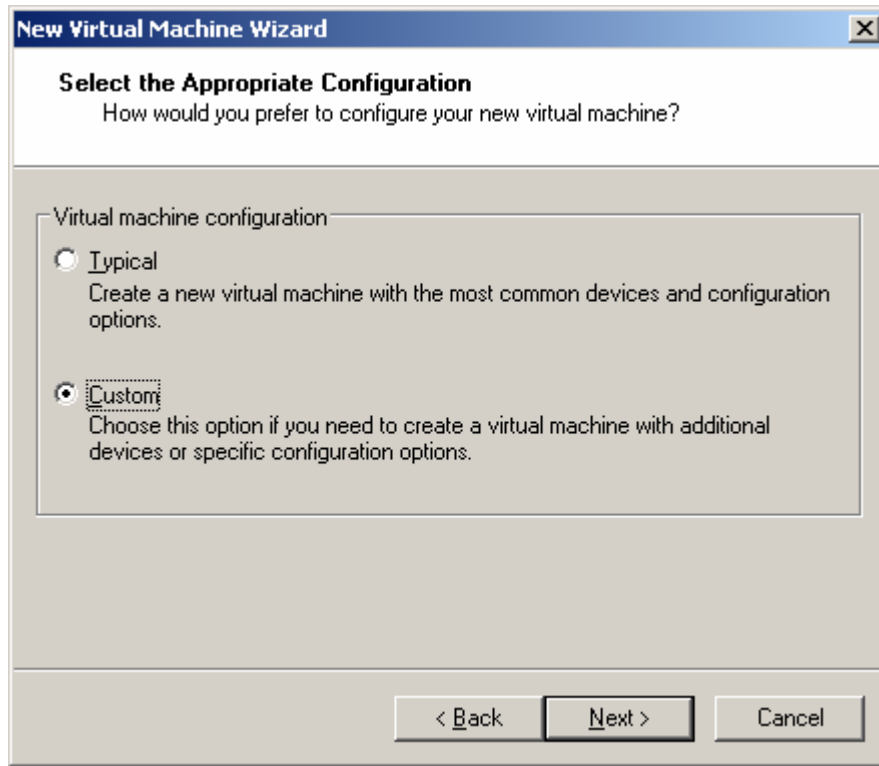 New Virtual Machine Wizard
Select the Appropriate Configuration
How would you prefer to configure your new virtual machine?
Virtual machine configuration
Typical
Create a new virtual machine with the most common devices and configuration
options.
Custom
Choose this option if you need to create a virtual machine with additional
devices or specific configuration options.
< Back Next > Cancel